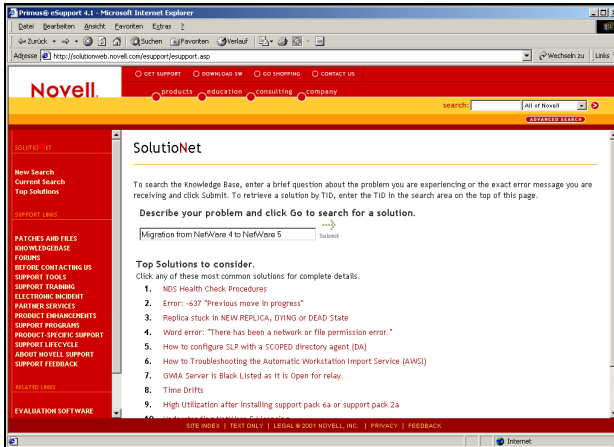 Primus® eSupport 4.1 - Microsoft Internet Explorer
Datei Bearbeiten Ansicht Favoriten Extras ?
Zurück Suchen Favoriten Verlauf
Adresse http://solutionweb.novell.com/esupport/esupport.asp Wechseln zu Links
GET SUPPORT DOWNLOAD SW GO SHOPPING CONTACT US
Novell.
products education consulting company
search: All of Novell
ADVANCED SEARCH
SOLUTIONET
New Search
Current Search
Top Solutions
SUPPORT LINKS
PATCHES AND FILES
KNOWLEDGEBASE
FORUMS
BEFORE CONTACTING US
SUPPORT TOOLS
SUPPORT TRAINING
ELECTRONIC INCIDENT
PARTNER SERVICES
PRODUCT ENHANCEMENTS
SUPPORT PROGRAMS
PRODUCT-SPECIFIC SUPPORT
SUPPORT LIFECYCLE
ABOUT NOVELL SUPPORT
SUPPORT FEEDBACK
RELATED LINKS
EVALUATION SOFTWARE
SolutioNet
To search the Knowledge Base, enter a brief question about the problem you are experiencing or the exact error message you are
receiving and click Submit. To retrieve a solution by TID, enter the TID in the search area on the top of this page.
Describe your problem and click Go to search for a solution.
Migration from NetWare 4 to NetWare 5
Submit
Top Solutions to consider.
Click any of these most common solutions for complete details.
1. NDS Health Check Procedures
2. Error: -637 "Previous move in progress"
3. Replica stuck in NEW REPLICA, DYING or DEAD State
4. Word error: "There has been a network or file permission error."
5. How to configure SLP with a SCOPED directory agent (DA)
6. How to Troubleshooting the Automatic Workstation Import Service (AWSI)
7. GWIA Server is Black Listed as it is Open for relay.
8. Time Drifts
9. High Utilization after installing support pack 6a or support pack 2a
10. Understanding NetWare 5 Licensing
SITE INDEX | TEXT ONLY | LEGAL © 2001 NOVELL, INC. | PRIVACY | FEEDBACK
Internet